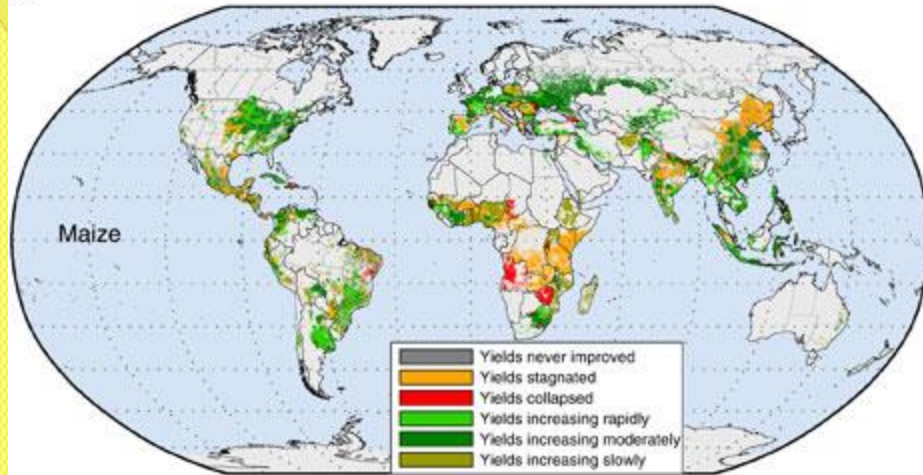 Maize
Yields never improved
Yields stagnated
Yields collapsed
Yields increasing rapidly
Yields increasing moderately
Yields increasing slowly